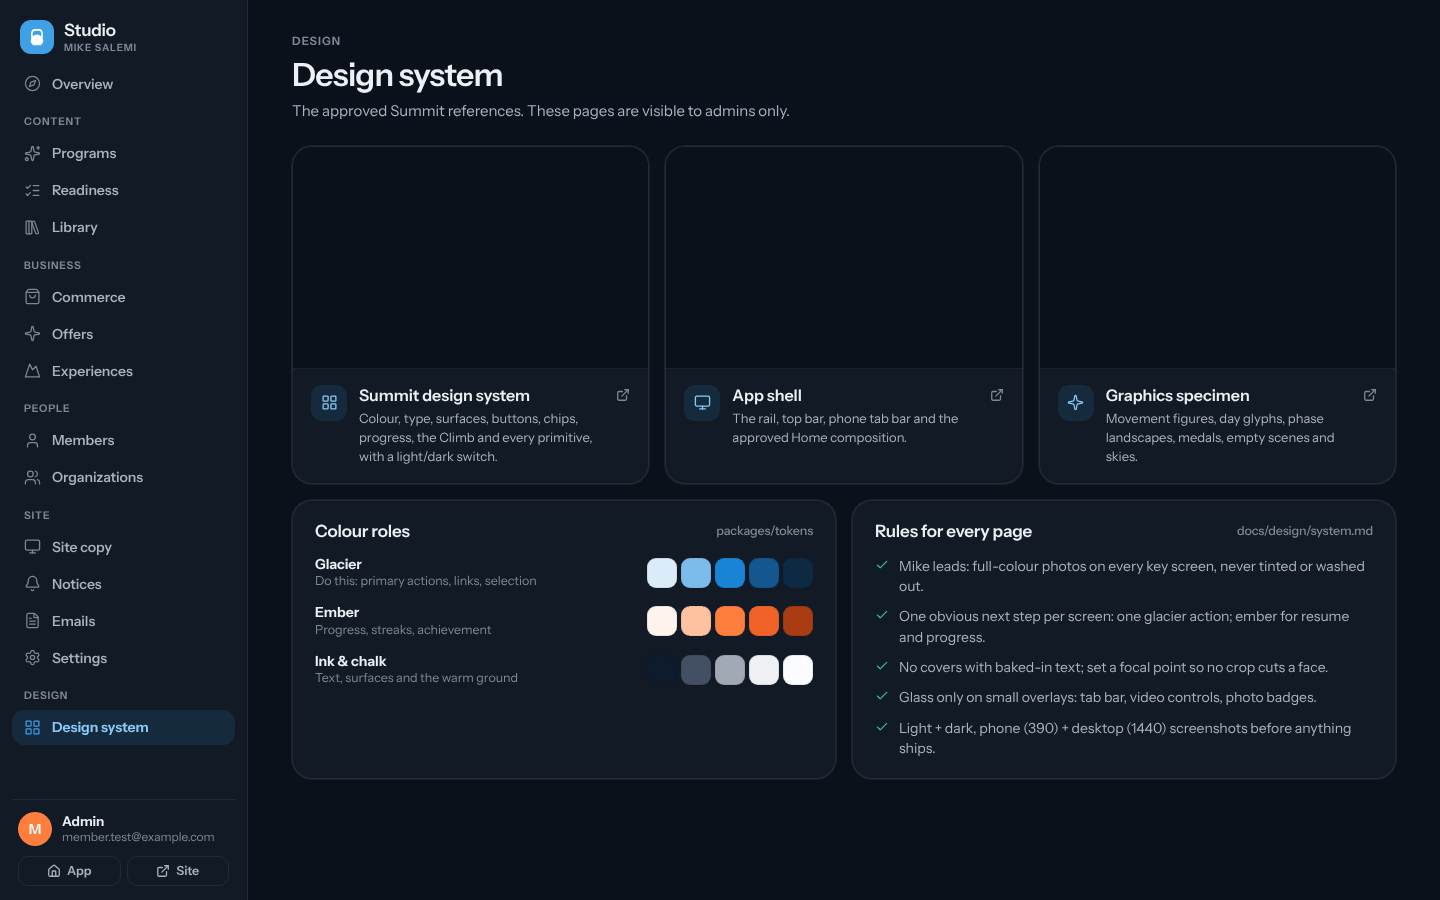 Studio
MIKE SALEMI
Overview
CONTENT
Programs
Readiness
Library
BUSINESS
Commerce
Offers
Experiences
PEOPLE
Members
Organizations
SITE
Site copy
Notices
Emails
Settings
DESIGN
Design system
M
Admin
member.test@example.com
App
Site
DESIGN
Design system
The approved Summit references. These pages are visible to admins only.
Summit design system
Colour, type, surfaces, buttons, chips,
progress, the Climb and every primitive,
with a light/dark switch.
App shell
The rail, top bar, phone tab bar and the
approved Home composition.
Graphics specimen
Movement figures, day glyphs, phase
landscapes, medals, empty scenes and
skies.
Colour roles
packages/tokens
Glacier
Do this: primary actions, links, selection
Ember
Progress, streaks, achievement
Ink & chalk
Text, surfaces and the warm ground
Rules for every page
docs/design/system.md
Mike leads: full-colour photos on every key screen, never tinted or washed
out.
One obvious next step per screen: one glacier action; ember for resume
and progress.
No covers with baked-in text; set a focal point so no crop cuts a face.
Glass only on small overlays: tab bar, video controls, photo badges.
Light + dark, phone (390) + desktop (1440) screenshots before anything
ships.